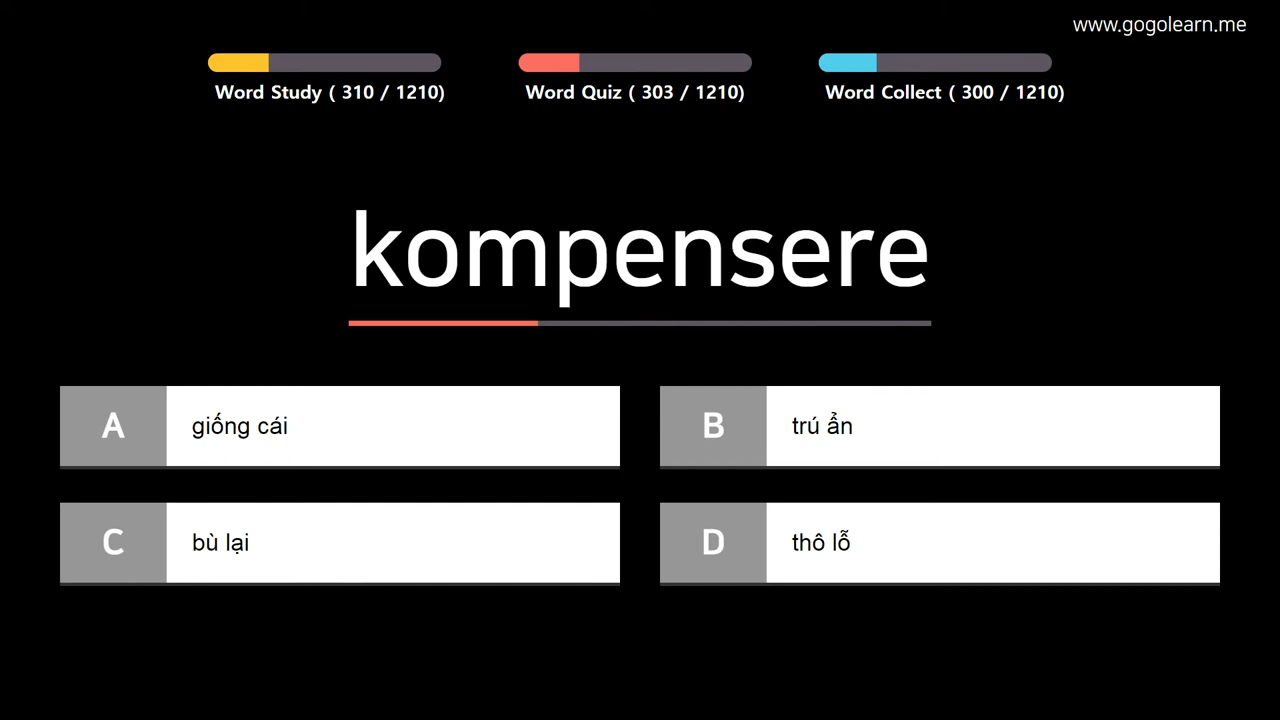 www.gogolearn.me
Word Study ( 310 / 1210)
Word Quiz ( 303 / 1210)
Word Collect ( 300 / 1210)
kompensere
A giống cái
B trú ẩn
C bù lại
D thô lỗ